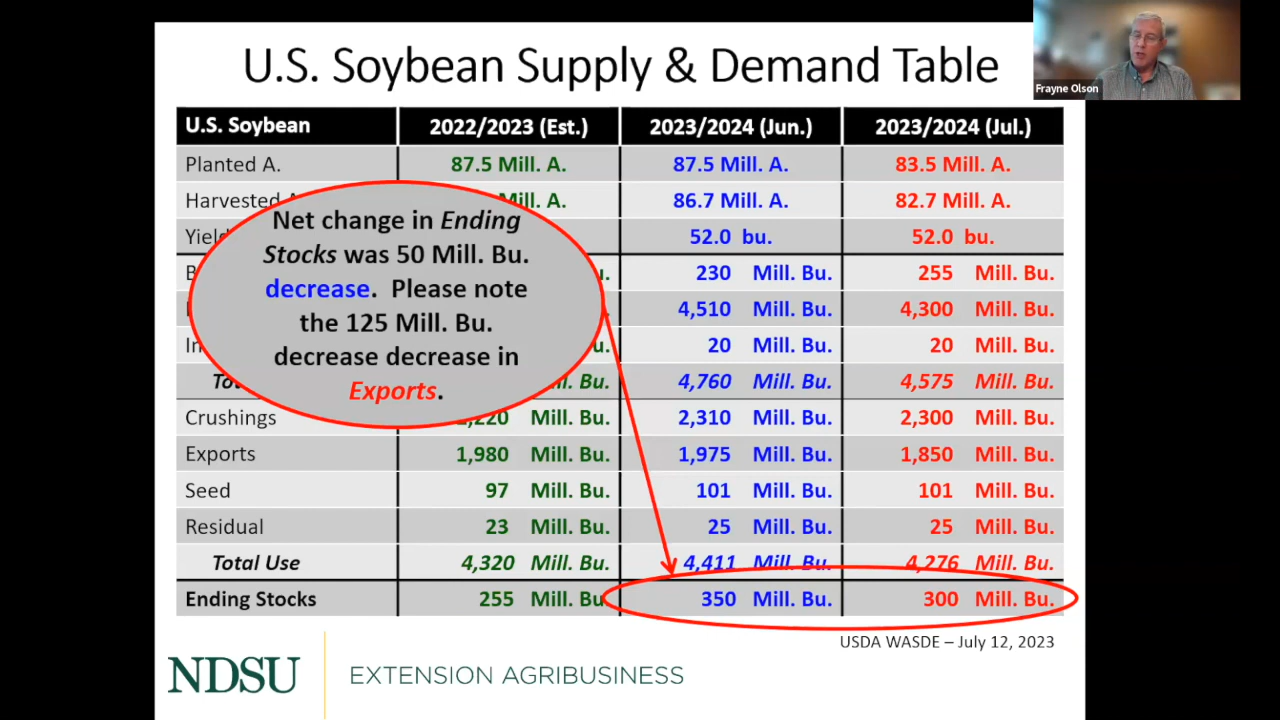 U.S. Soybean Supply & Demand Table
Frayne Olson
U.S. Soybean 2022/2023 (Est.) 2023/2024 (Jun.) 2023/2024 (Jul.)
Planted A. 87.5 Mill. A. 87.5 Mill. A. 83.5 Mill. A.
Harvested Mill. A. 86.7 Mill. A. 82.7 Mill. A.
52.0 bu. 52.0 bu.
230 Mill. Bu. 255 Mill. Bu.
4,510 Mill. Bu. 4,300 Mill. Bu.
20 Mill. Bu. 20 Mill. Bu.
Bu. 4,760 Mill. Bu. 4,575 Mill. Bu.
Net change in Ending
Stocks was 50 Mill. Bu.
decrease. Please note
the 125 Mill. Bu.
decrease decrease in
Exports.
Crushings 2,220 Mill. Bu. 2,310 Mill. Bu. 2,300 Mill. Bu.
Exports 1,980 Mill. Bu. 1,975 Mill. Bu. 1,850 Mill. Bu.
Seed 97 Mill. Bu. 101 Mill. Bu. 101 Mill. Bu.
Residual 23 Mill. Bu. 25 Mill. Bu. 25 Mill. Bu.
Total Use 4,320 Mill. Bu. 4,411 Mill. Bu. 4,276 Mill. Bu.
Ending Stocks 255 Mill. Bu. 350 Mill. Bu. 300 Mill. Bu.
USDA WASDE – July 12, 2023
NDSU EXTENSION AGRIBUSINESS